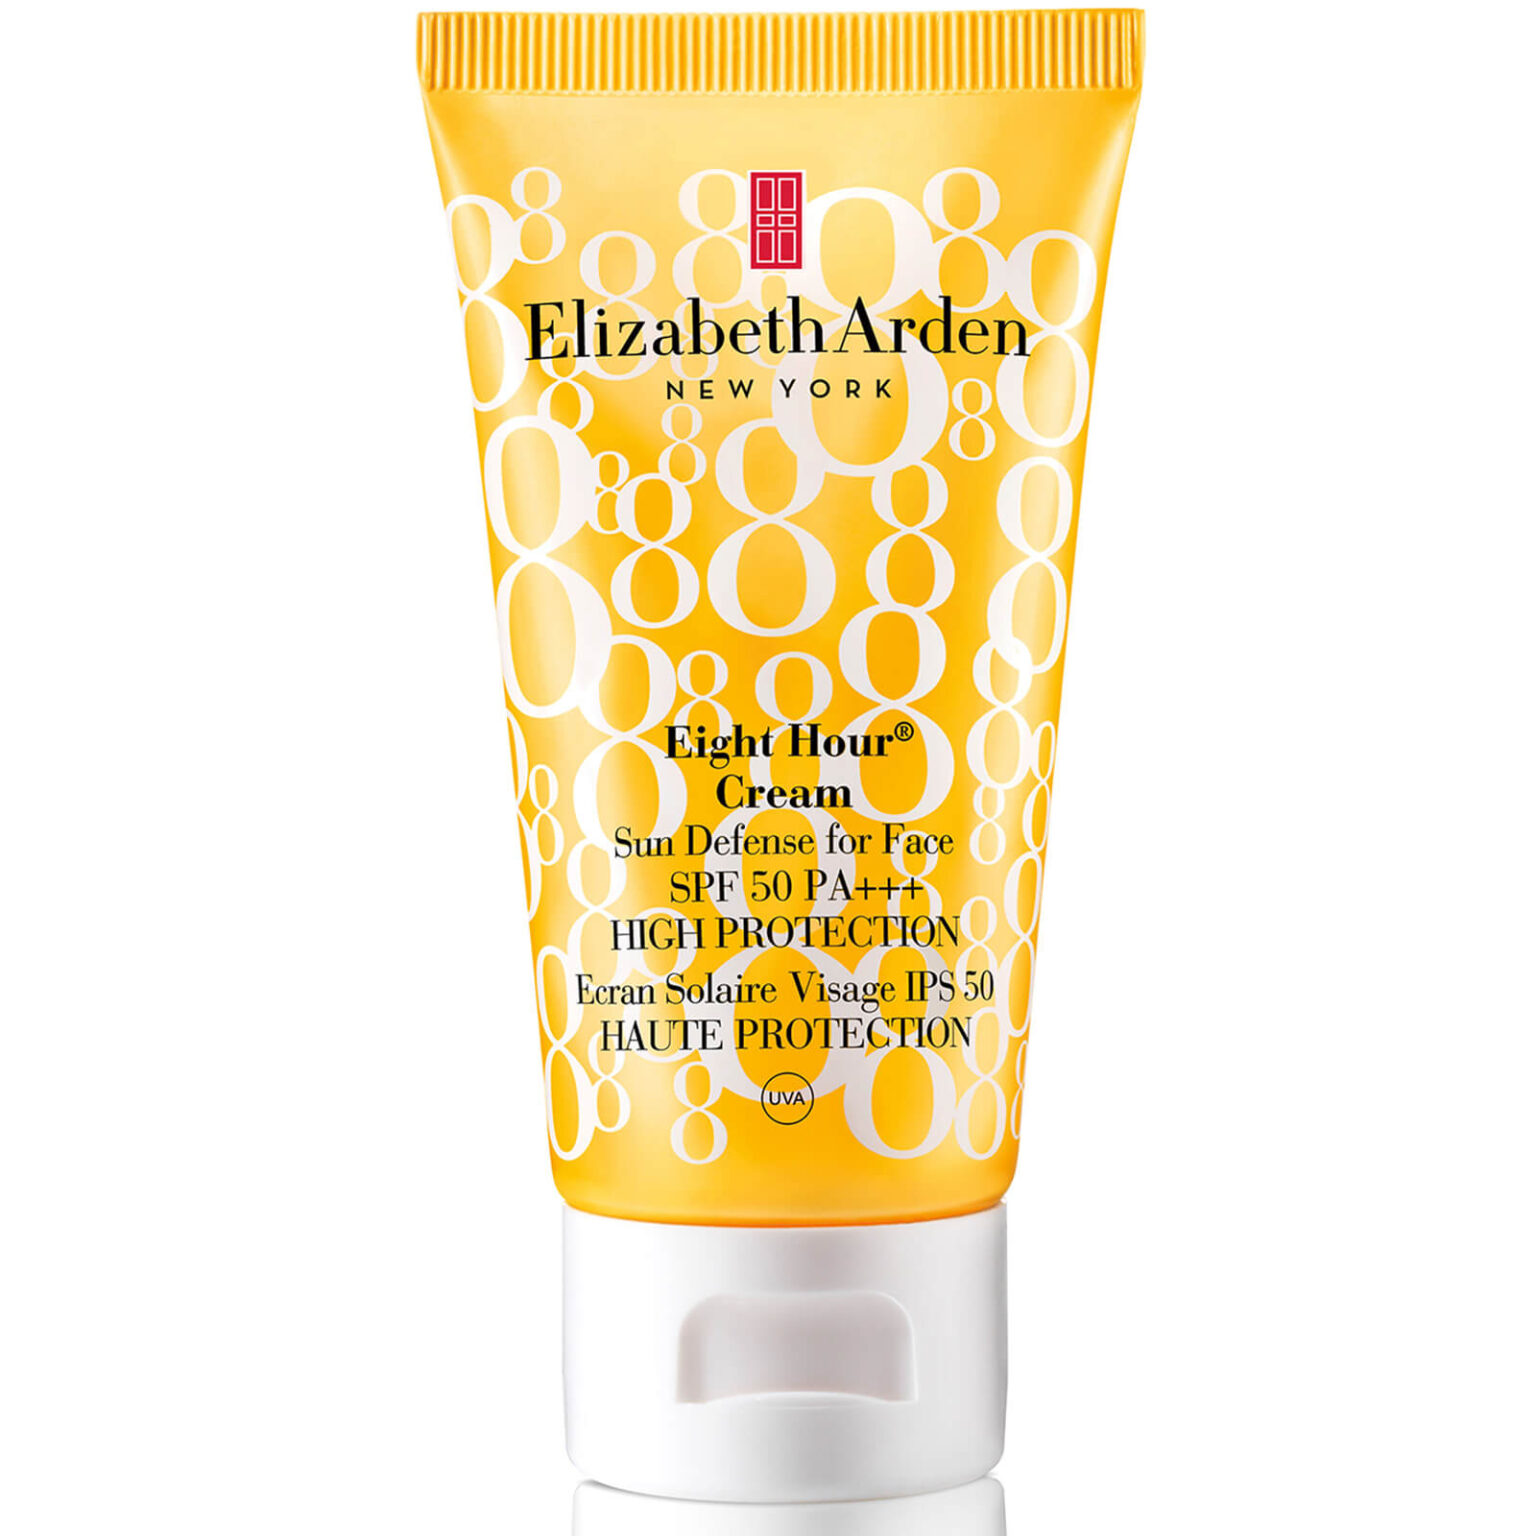 Elizabeth Arden
NEW YORK
Eight Hour®
Cream
Sun Defense for Face
SPF 50 PA+++
HIGH PROTECTION
Ecran Solaire Visage IPS 50
HAUTE PROTECTION
UVA